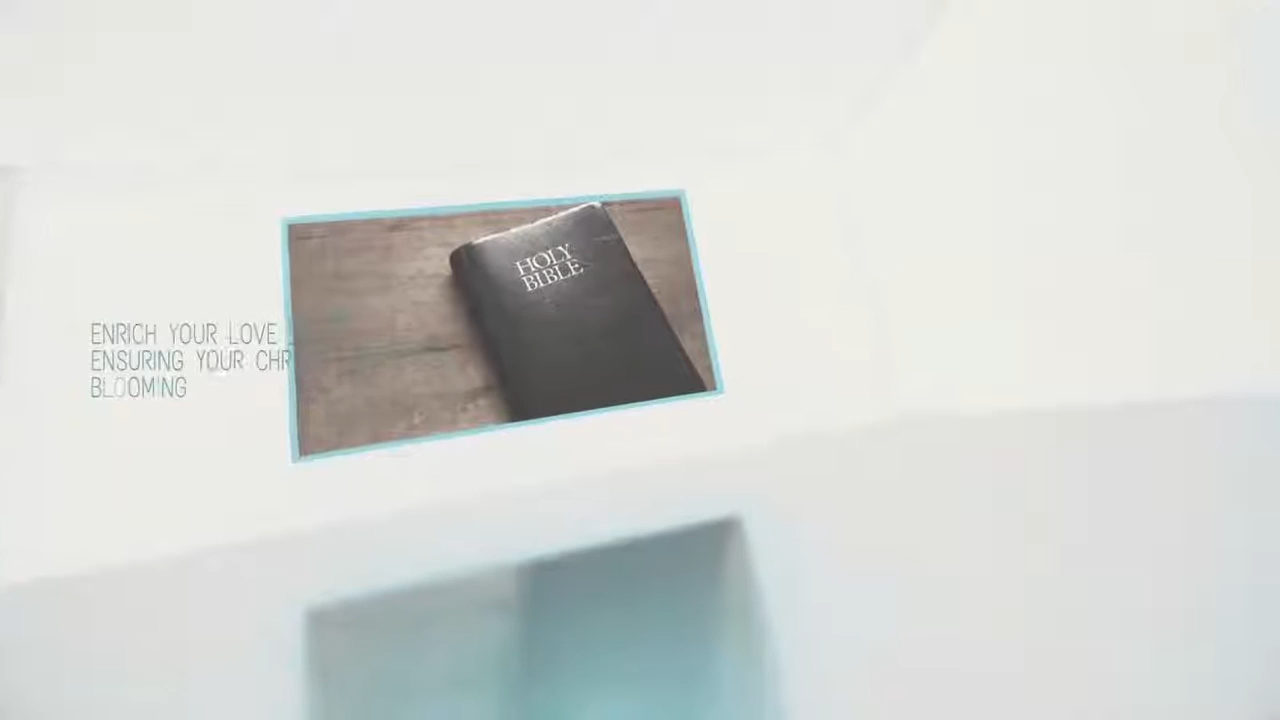 ENRICH YOUR LOVE
ENSURING YOUR
BLOOMING
HOLY
BIBLE